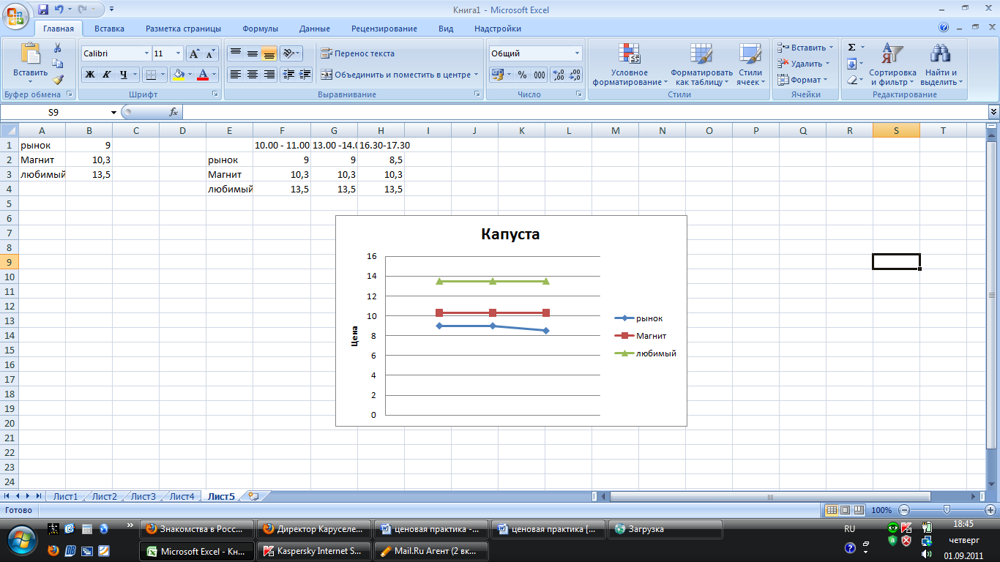 Книга1 - Microsoft Excel
Главная Вставка Разметка страницы Формулы Данные Рецензирование Вид Надстройки
Вставить
Буфер обмена
Calibri 11
Ж К Ч А
Шрифт
Перенос текста
Объединить и поместить в центре
Выравнивание
Общий
% 000
Число
Условное форматирование
Форматировать как таблицу
Стили ячеек
Стили
Вставить
Удалить
Формат
Ячейки
Σ
Сортировка и фильтр
Найти и выделить
Редактирование
S9 fx
A B C D E F G H I J K L M N O P Q R S T
1 рынок 9 10.00 - 11.00 13.00 -14.0 16.30-17.30
2 Магнит 10,3 рынок 9 9 8,5
3 любимый 13,5 Магнит 10,3 10,3 10,3
4 любимый 13,5 13,5 13,5
5
6
7
8
9
10
11
12
13
14
15
16
17
18
19
20
21
22
23
24
Капуста
16
14
12
10
8
6
4
2
0
Цена
рынок
Магнит
любимый
Лист1 Лист2 Лист3 Лист4 Лист5
Готово 100%
Знакомства в Росс... Директор Карусele... ценовая практика -... ценовая практика [... Загрузка
Microsoft Excel - Кн... Kaspersky Internet S... Mail.Ru Агент (2 вк...
RU
18:45
четверг
01.09.2011